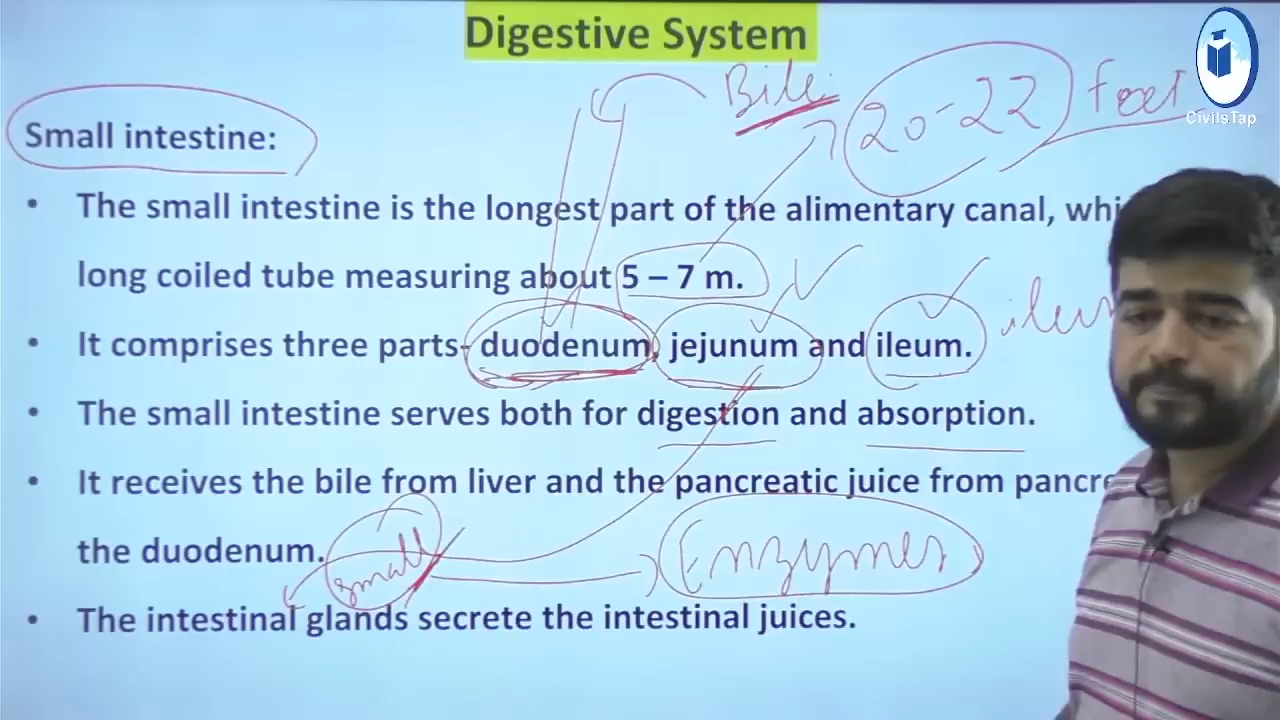 Digestive System
Bile
20-22 feet
CivilsTap
Small intestine:
• The small intestine is the longest part of the alimentary canal, whi
long coiled tube measuring about 5 – 7 m.
• It comprises three parts- duodenum, jejunum and ileum.
ileum
• The small intestine serves both for digestion and absorption.
• It receives the bile from liver and the pancreatic juice from pancre
the duodenum.
small
Enzymes
• The intestinal glands secrete the intestinal juices.